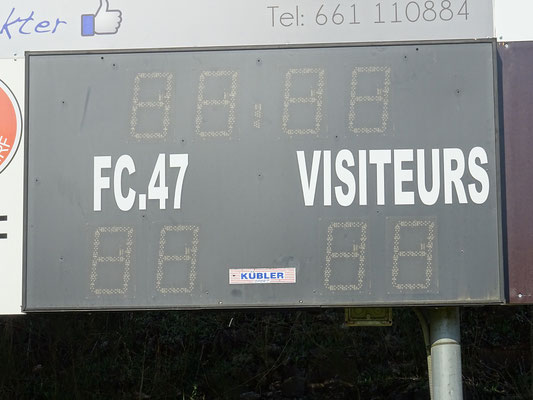 Tel: 661 110884
kter
FC.47 VISITEURS
KÜBLER